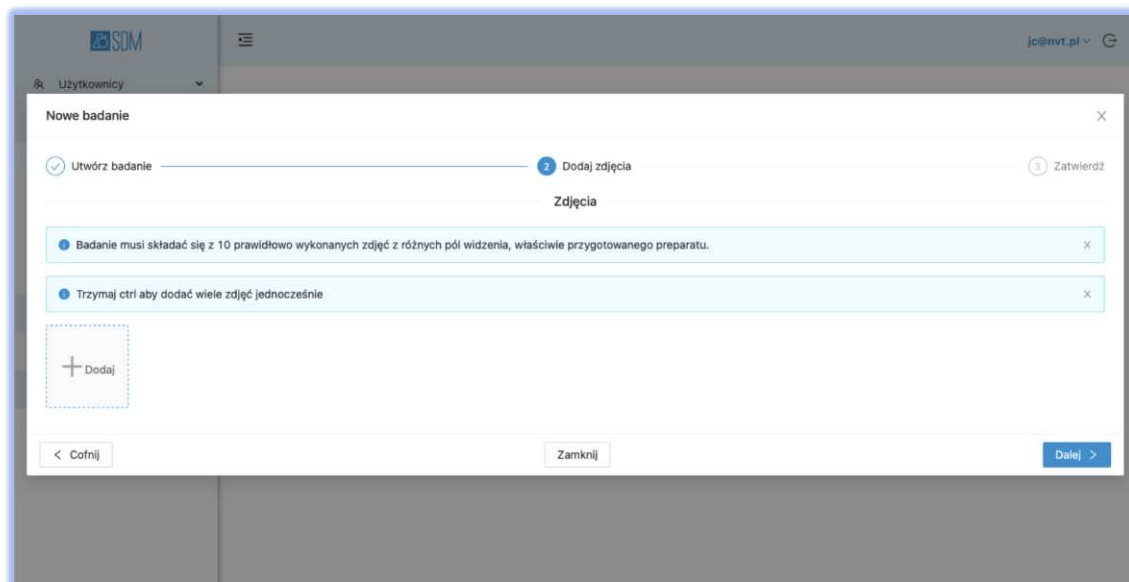 SDM
jc@nvt.pl
Użytkownicy
Nowe badanie
Utwórz badanie
2 Dodaj zdjęcia
3 Zatwierdź
Zdjęcia
Badanie musi składać się z 10 prawidłowo wykonanych zdjęć z różnych pól widzenia, właściwie przygotowanego preparatu.
Trzymaj ctrl aby dodać wiele zdjęć jednocześnie
Dodaj
Cofnij
Zamknij
Dalej